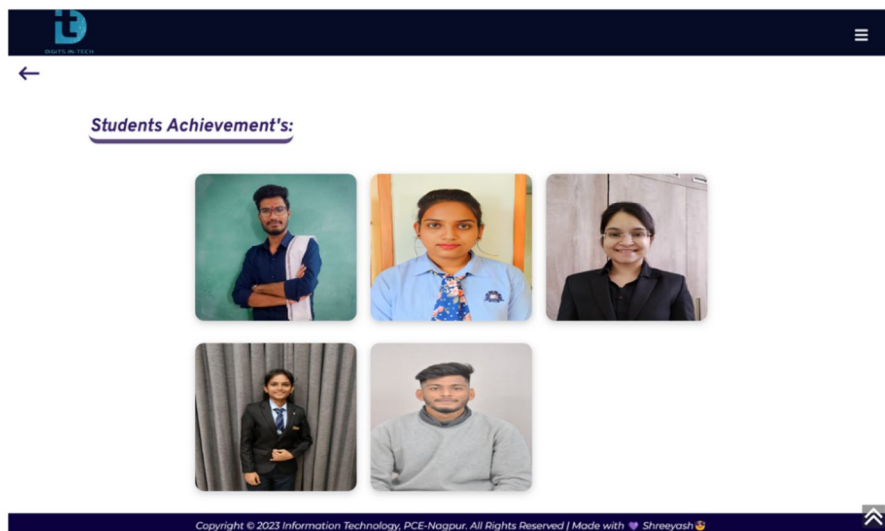 DIGITS IN-TECH
Students Achievement's:
Copyright © 2023 Information Technology, PCE-Nagpur. All Rights Reserved | Made with 💜 Shreeyash